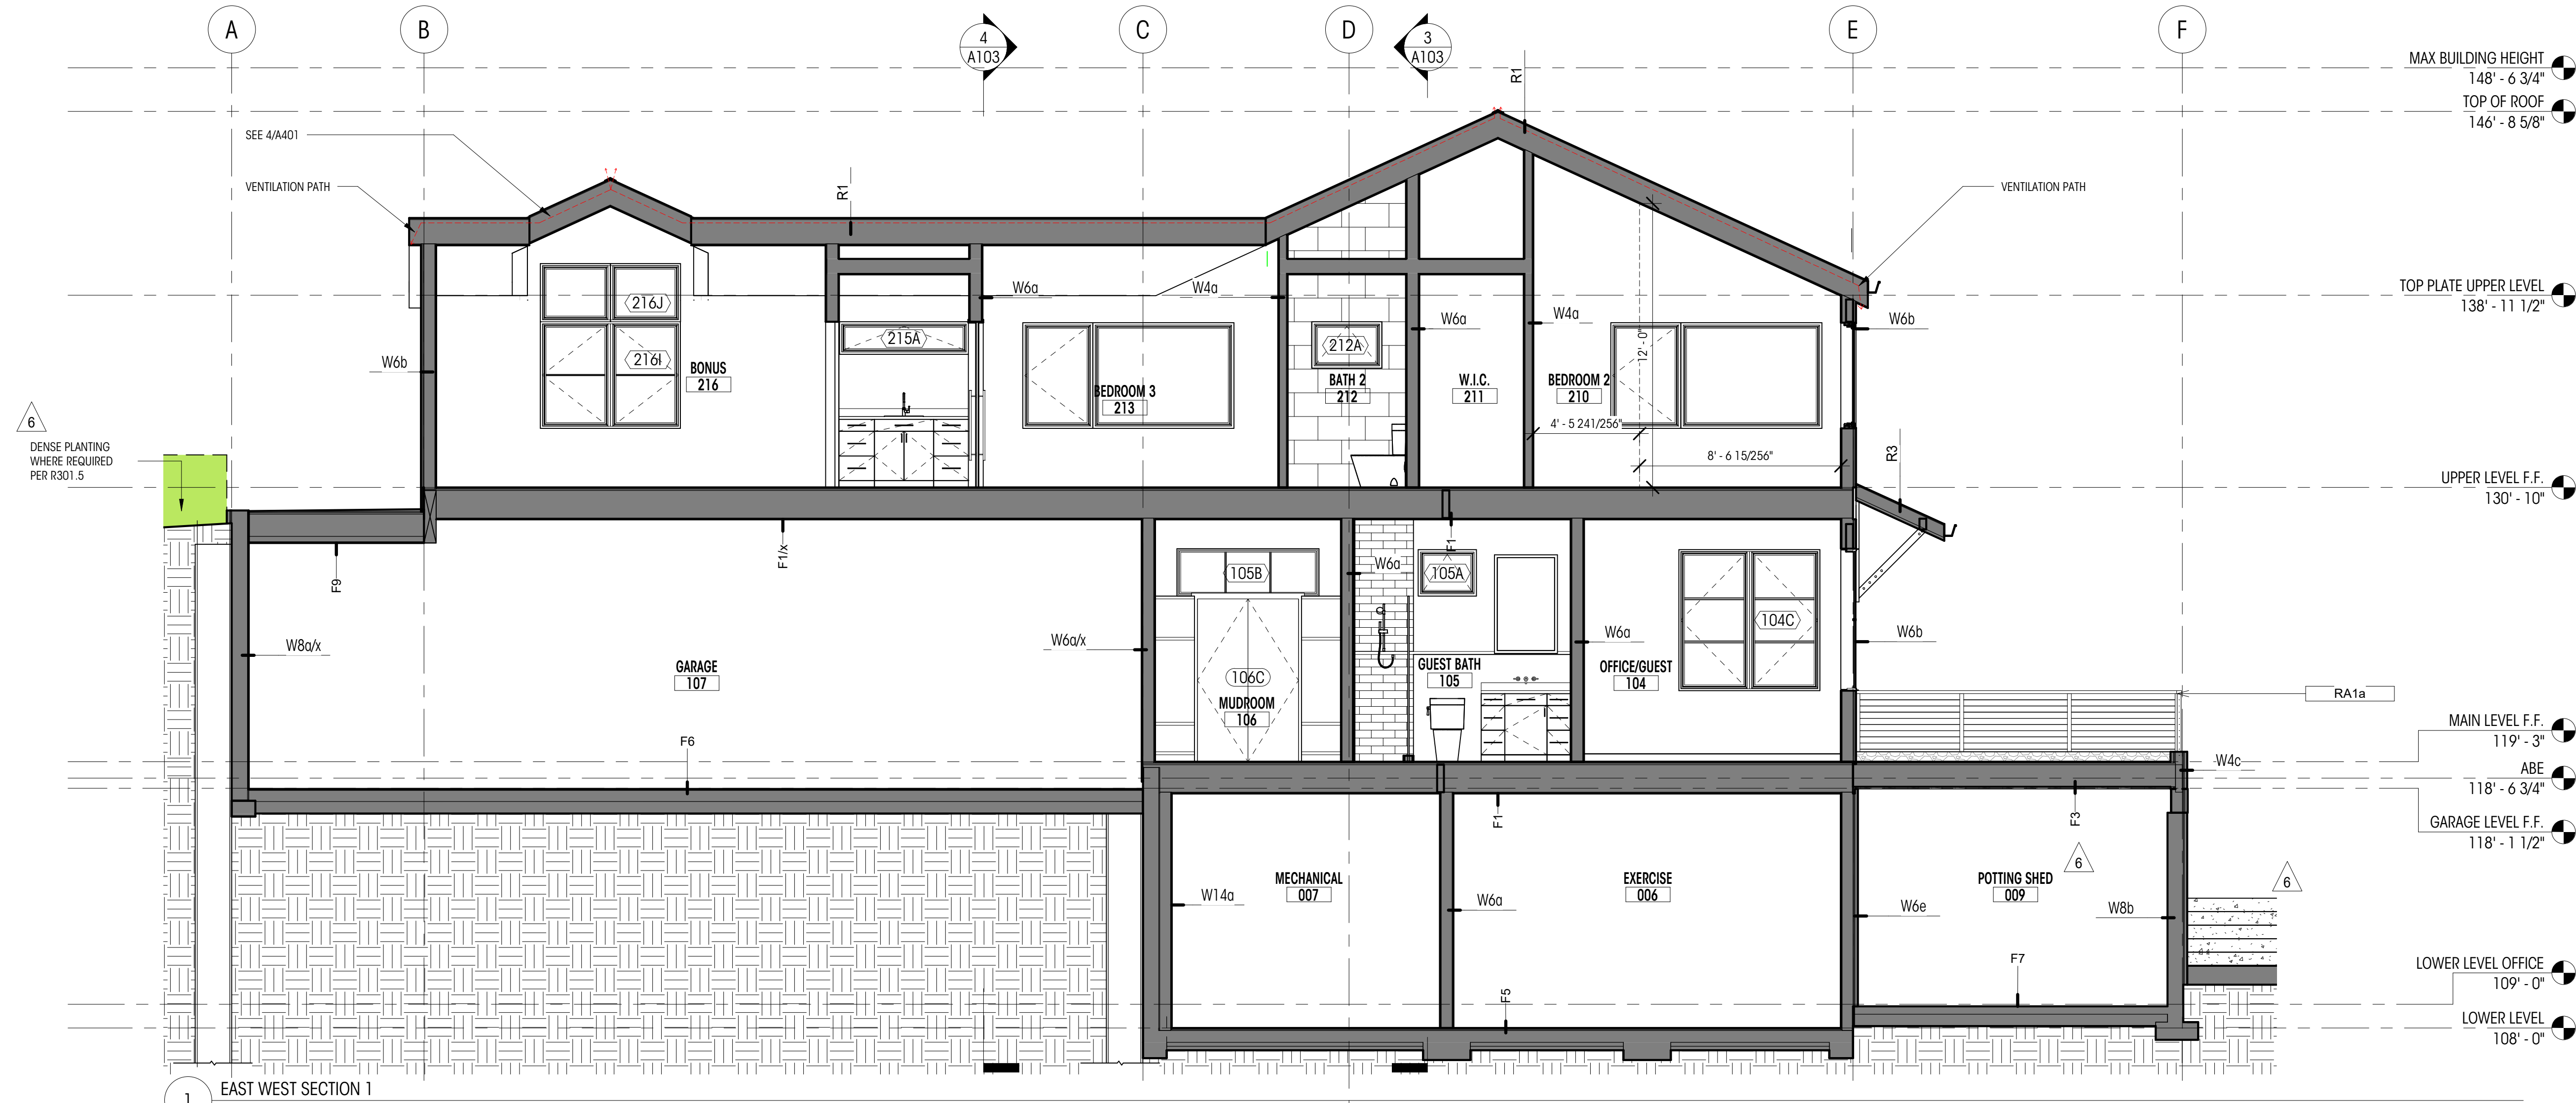 A
B
4
A103
C
D
3
A103
E
F
R1
MAX BUILDING HEIGHT
148' - 6 3/4"
TOP OF ROOF
146' - 8 5/8"
SEE 4/A401
VENTILATION PATH
R1
VENTILATION PATH
TOP PLATE UPPER LEVEL
138' - 11 1/2"
216J
W6a
W4a
W6a
W4a
W6b
215A
212A
12' - 0"
W6b
216I
BONUS
216
BEDROOM 3
213
BATH 2
212
W.I.C.
211
BEDROOM 2
210
4' - 5 241/256"
8' - 6 15/256"
R3
6
DENSE PLANTING
WHERE REQUIRED
PER R301.5
UPPER LEVEL F.F.
130' - 10"
F9
F1/x
F1
105B
W6a
105A
104C
W8a/x
W6a/x
W6a
W6b
GARAGE
107
106C
MUDROOM
106
GUEST BATH
105
OFFICE/GUEST
104
RA1a
F6
MAIN LEVEL F.F.
119' - 3"
W4c
ABE
118' - 6 3/4"
F1
F3
GARAGE LEVEL F.F.
118' - 1 1/2"
6
6
MECHANICAL
007
EXERCISE
006
POTTING SHED
009
W14a
W6a
W6e
W8b
F5
F7
LOWER LEVEL OFFICE
109' - 0"
LOWER LEVEL
108' - 0"
1
EAST WEST SECTION 1